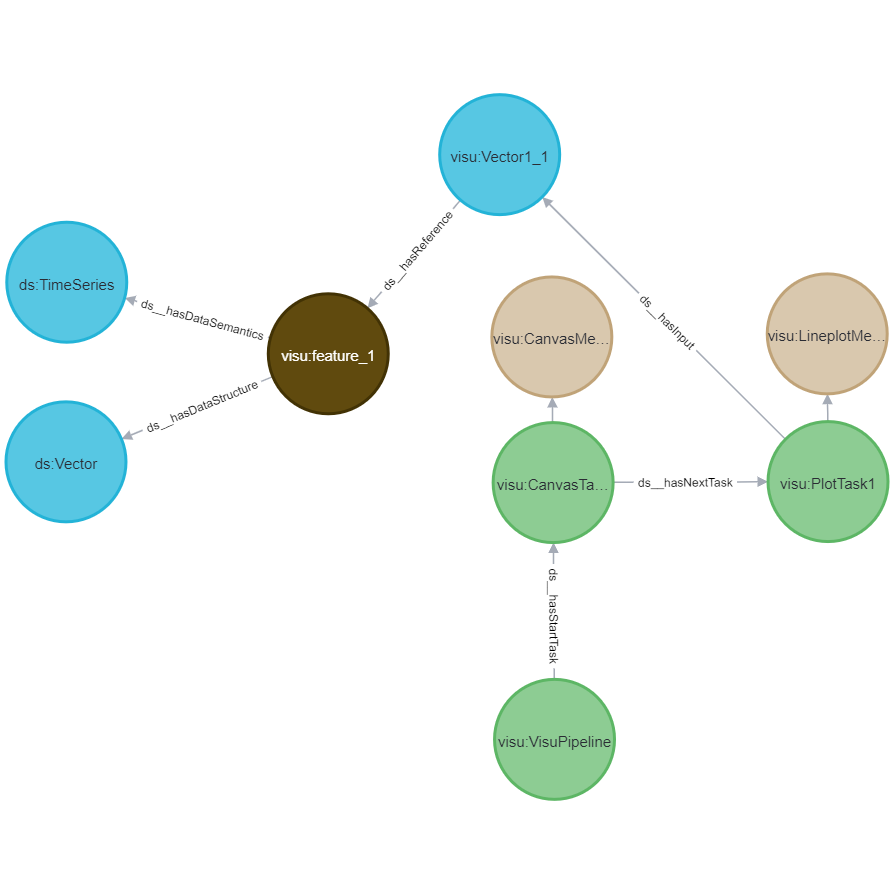 visu:Vector1_1
ds__hasReference
ds:TimeSeries
ds__hasDataSemantics
visu:feature_1
ds__hasDataStructure
ds:Vector
ds__hasInput
visu:CanvasMe...
visu:LineplotMe...
visu:CanvasTa...
ds__hasNextTask
visu:PlotTask1
ds__hasStartTask
visu:VisuPipeline